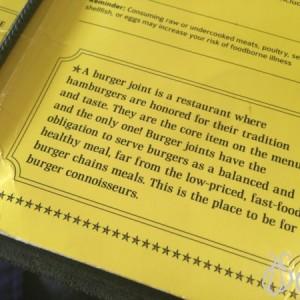 Reminder: Consuming raw or undercooked meats, poultry,
shellfish, or eggs may increase your risk of foodborne illness
★ A burger joint is a restaurant where
hamburgers are honored for their tradition
and taste. They are the core item on the menu
and the only one! Burger joints have the
obligation to serve burgers as a balanced and
healthy meal, far from the low-priced, fast-food
burger chains meals. This is the place to be for
burger connoisseurs.